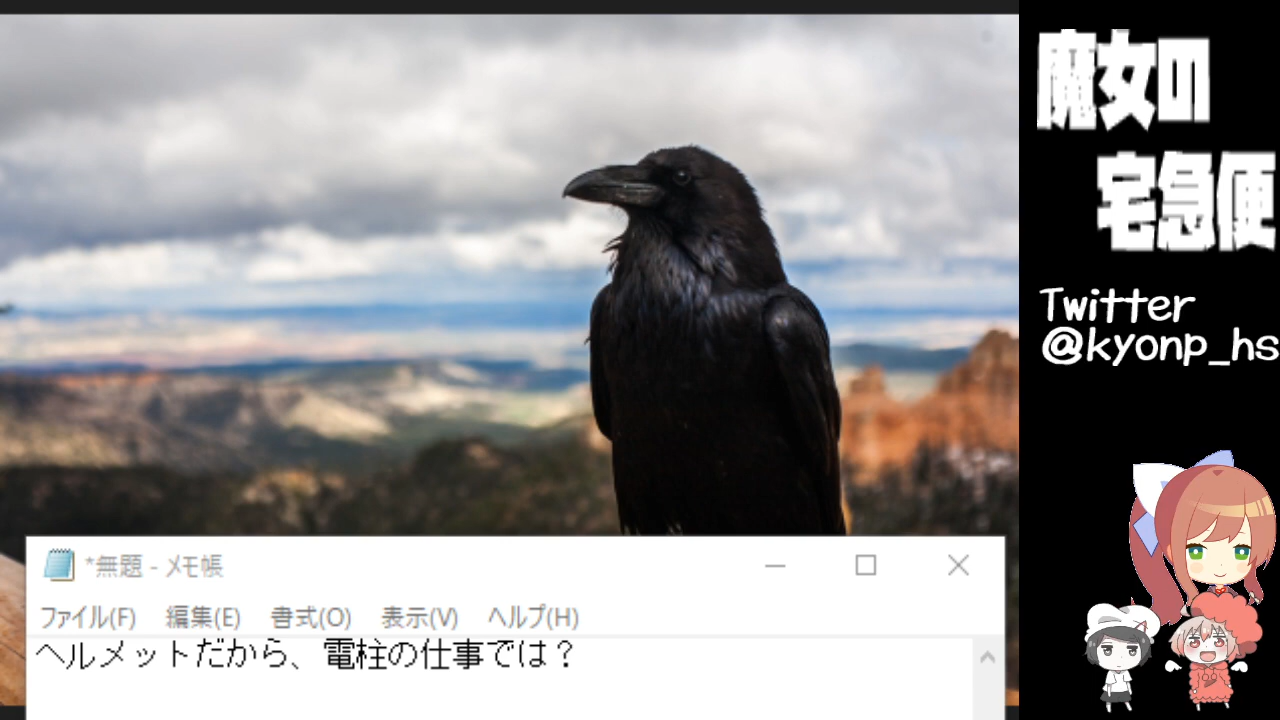 魔女の
宅急便
Twitter
@kyonp_hs
*無題 - メモ帳
ファイル(F) 編集(E) 書式(O) 表示(V) ヘルプ(H)
ヘルメットだから、電柱の仕事では？